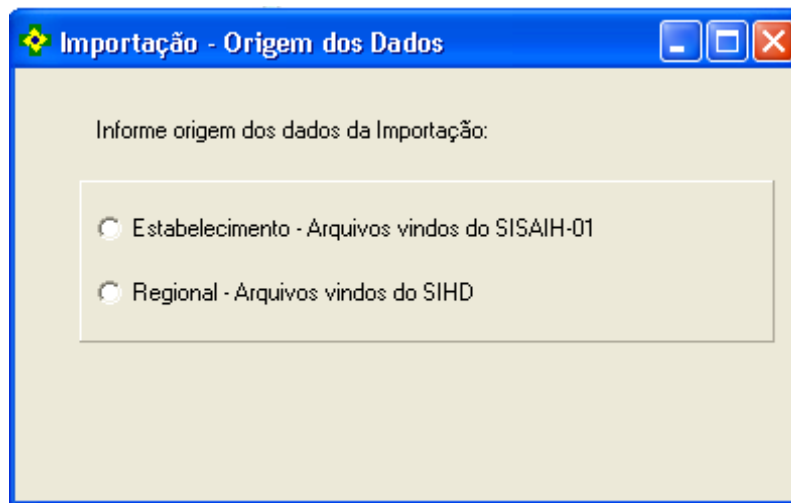 Importação - Origem dos Dados
Informe origem dos dados da Importação:
Estabelecimento - Arquivos vindos do SISAIH-01
Regional - Arquivos vindos do SIHD